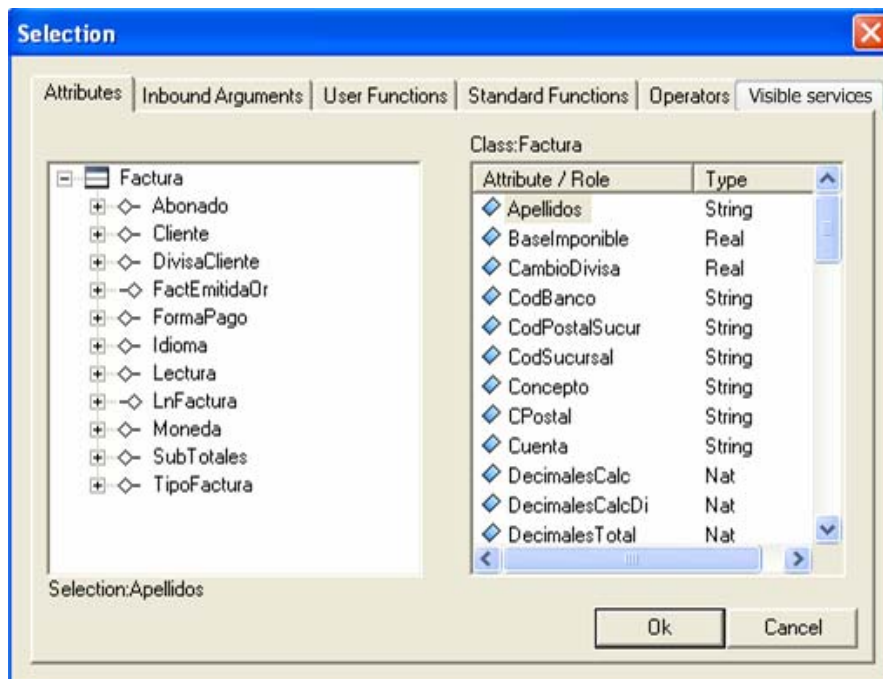 Selection
Attributes Inbound Arguments User Functions Standard Functions Operators Visible services
Factura
Abonado
Cliente
DivisaCliente
FactEmitidaOr
FormaPago
Idioma
Lectura
LnFactura
Moneda
SubTotales
TipoFactura
Selection:Apellidos
Class:Factura
Attribute / Role Type
Apellidos String
BaseImponible Real
CambioDivisa Real
CodBanco String
CodPostalSucur String
CodSucursal String
Concepto String
CPostal String
Cuenta String
DecimalesCalc Nat
DecimalesCalcDi Nat
DecimalesTotal Nat
Ok Cancel